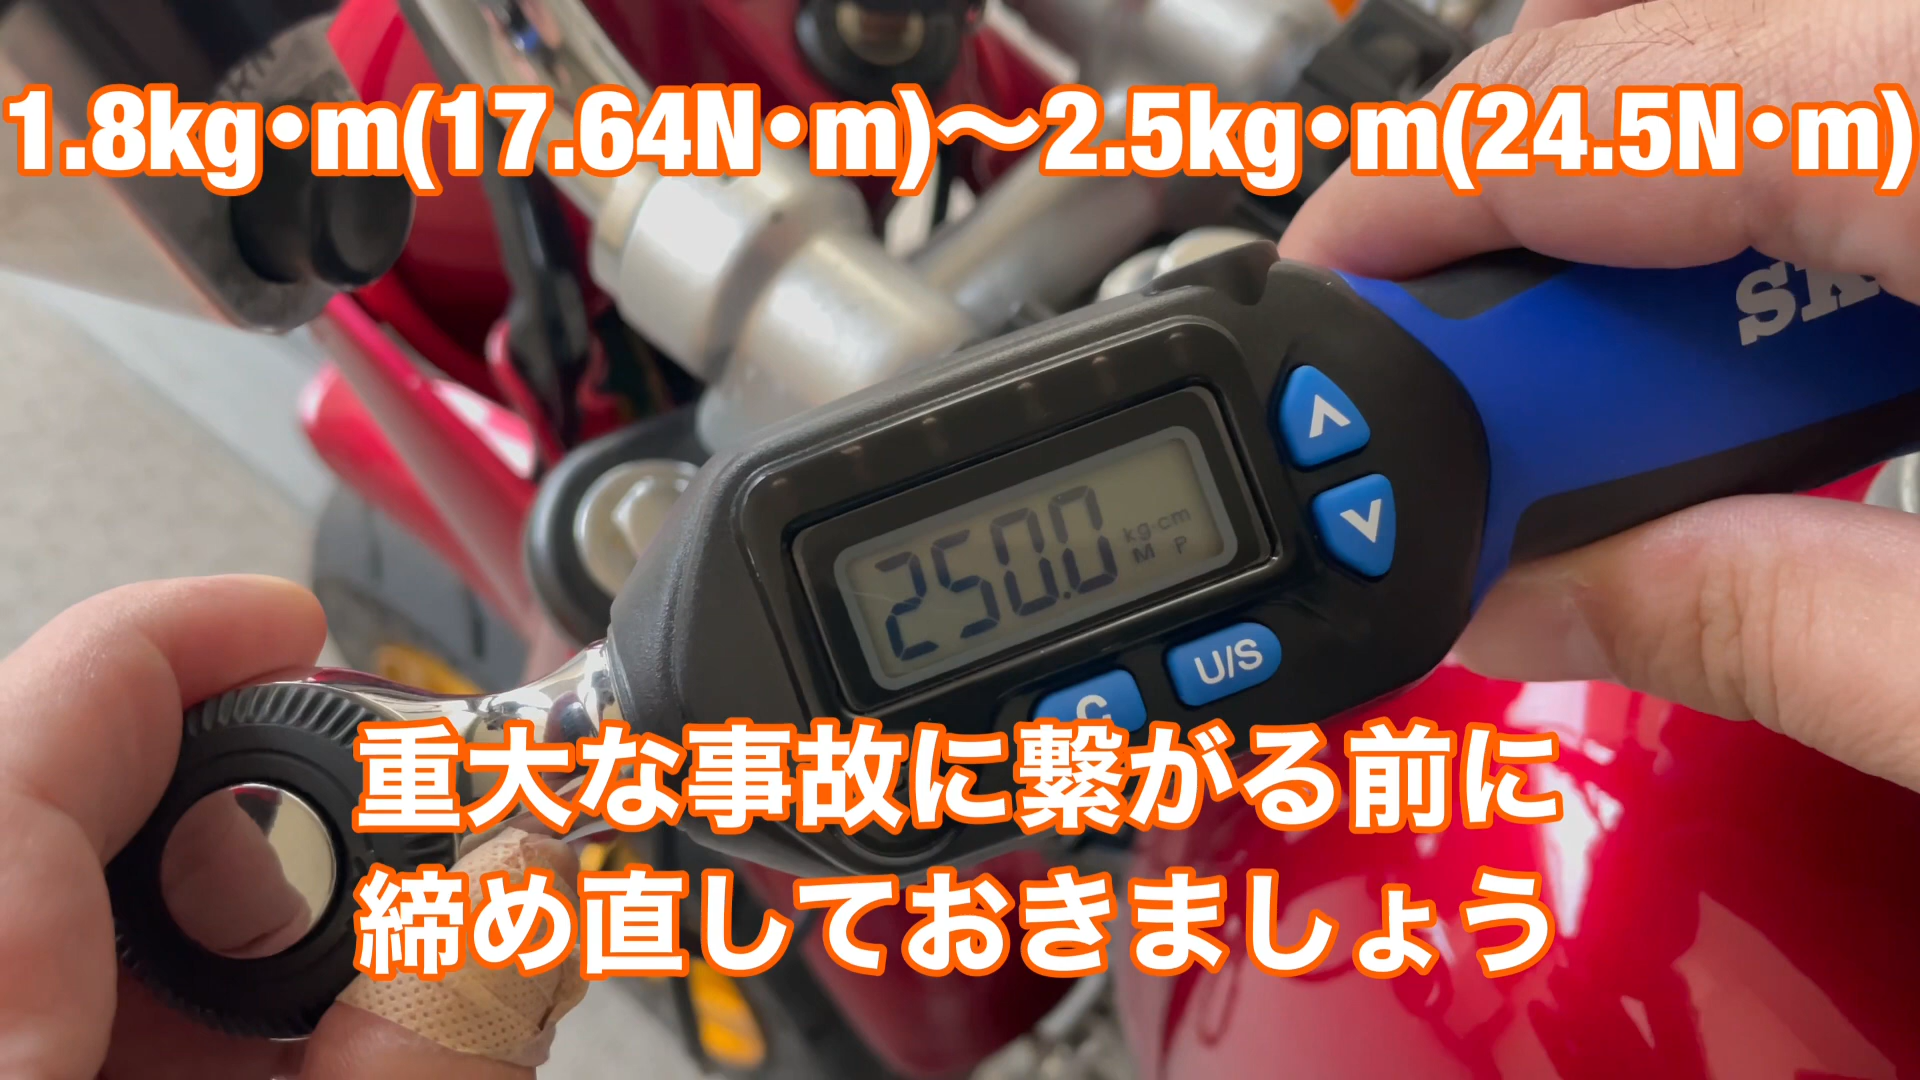 1.8kg•m(17.64N•m)〜2.5kg•m(24.5N•m)
250.0 kg-cm
M P
U/S
C
重大な事故に繋がる前に
締め直しておきましょう